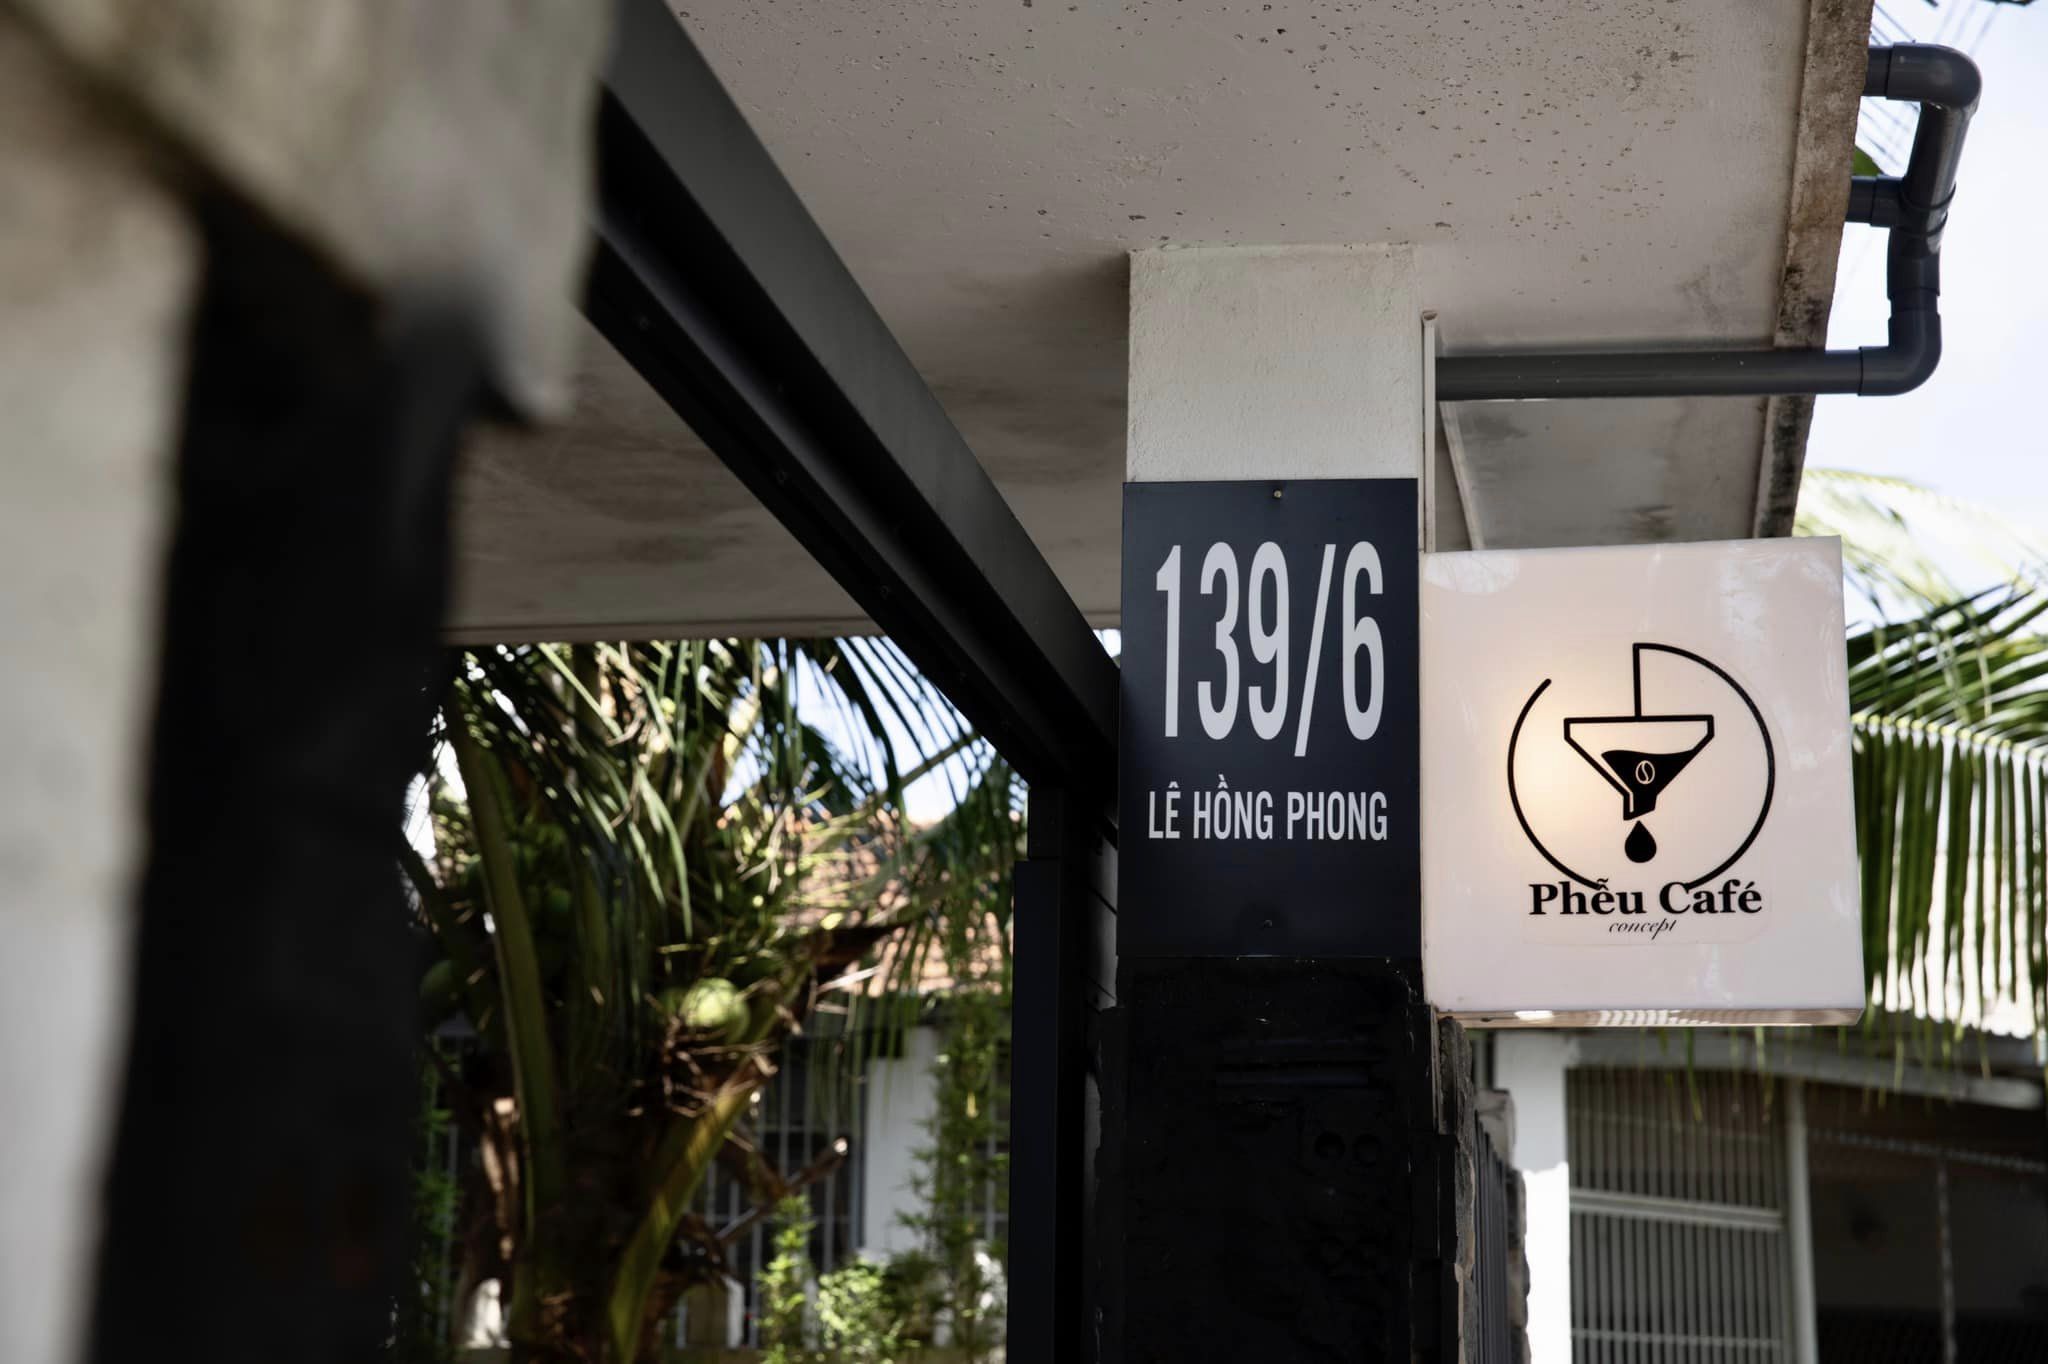 139/6
LÊ HỒNG PHONG
Phễu Café
concept